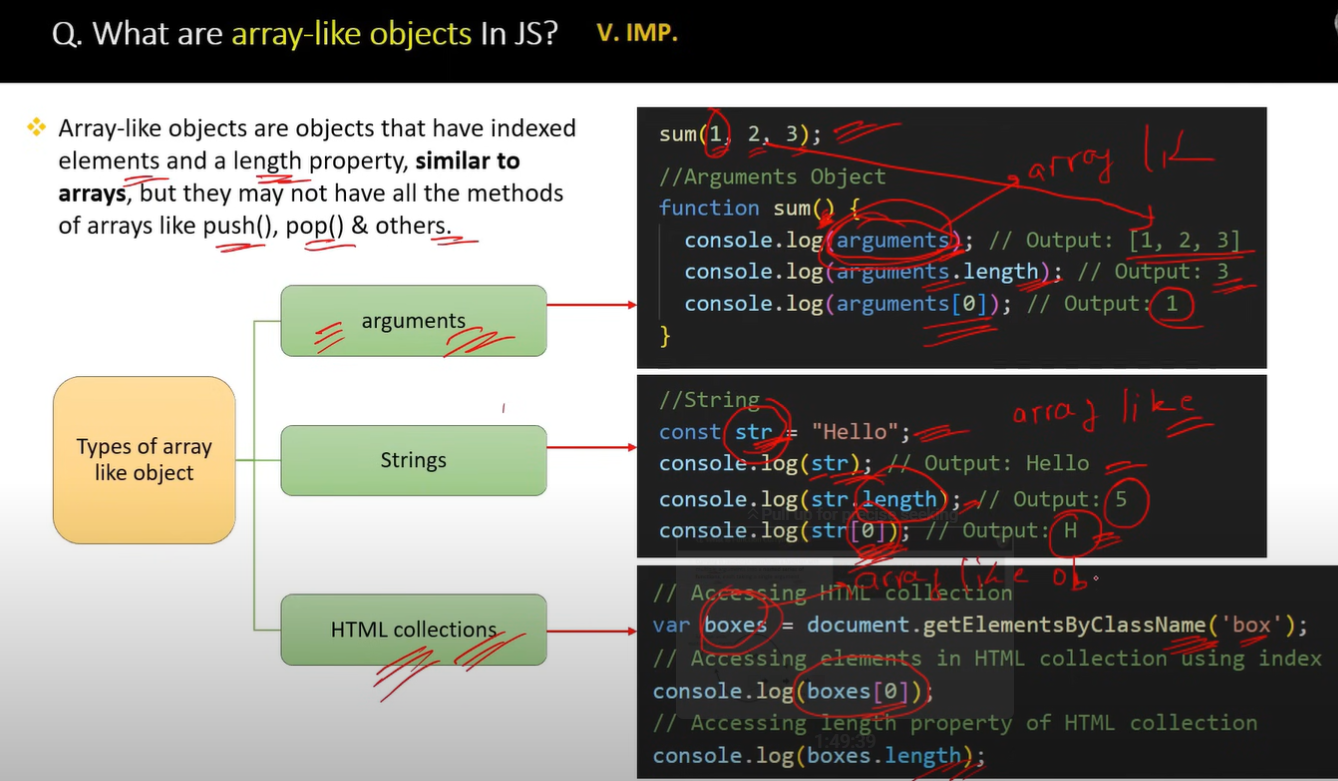 Q. What are array-like objects In JS? V. IMP.
Array-like objects are objects that have indexed
elements and a length property, similar to
arrays, but they may not have all the methods
of arrays like push(), pop() & others.
Types of array
like object
arguments
Strings
HTML collections
sum(1, 2, 3);
//Arguments Object
function sum() {
console.log(arguments); // Output: [1, 2, 3]
console.log(arguments.length); // Output: 3
console.log(arguments[0]); // Output: 1
}
array lik
//String
const str = "Hello";
console.log(str); // Output: Hello
console.log(str.length); // Output: 5
console.log(str[0]); // Output: H
array like
array like ob
// Accessing HTML collection
var boxes = document.getElementsByClassName('box');
// Accessing elements in HTML collection using index
console.log(boxes[0]);
// Accessing length property of HTML collection
console.log(boxes.length);
Pull up for precise seeking
1:49:39